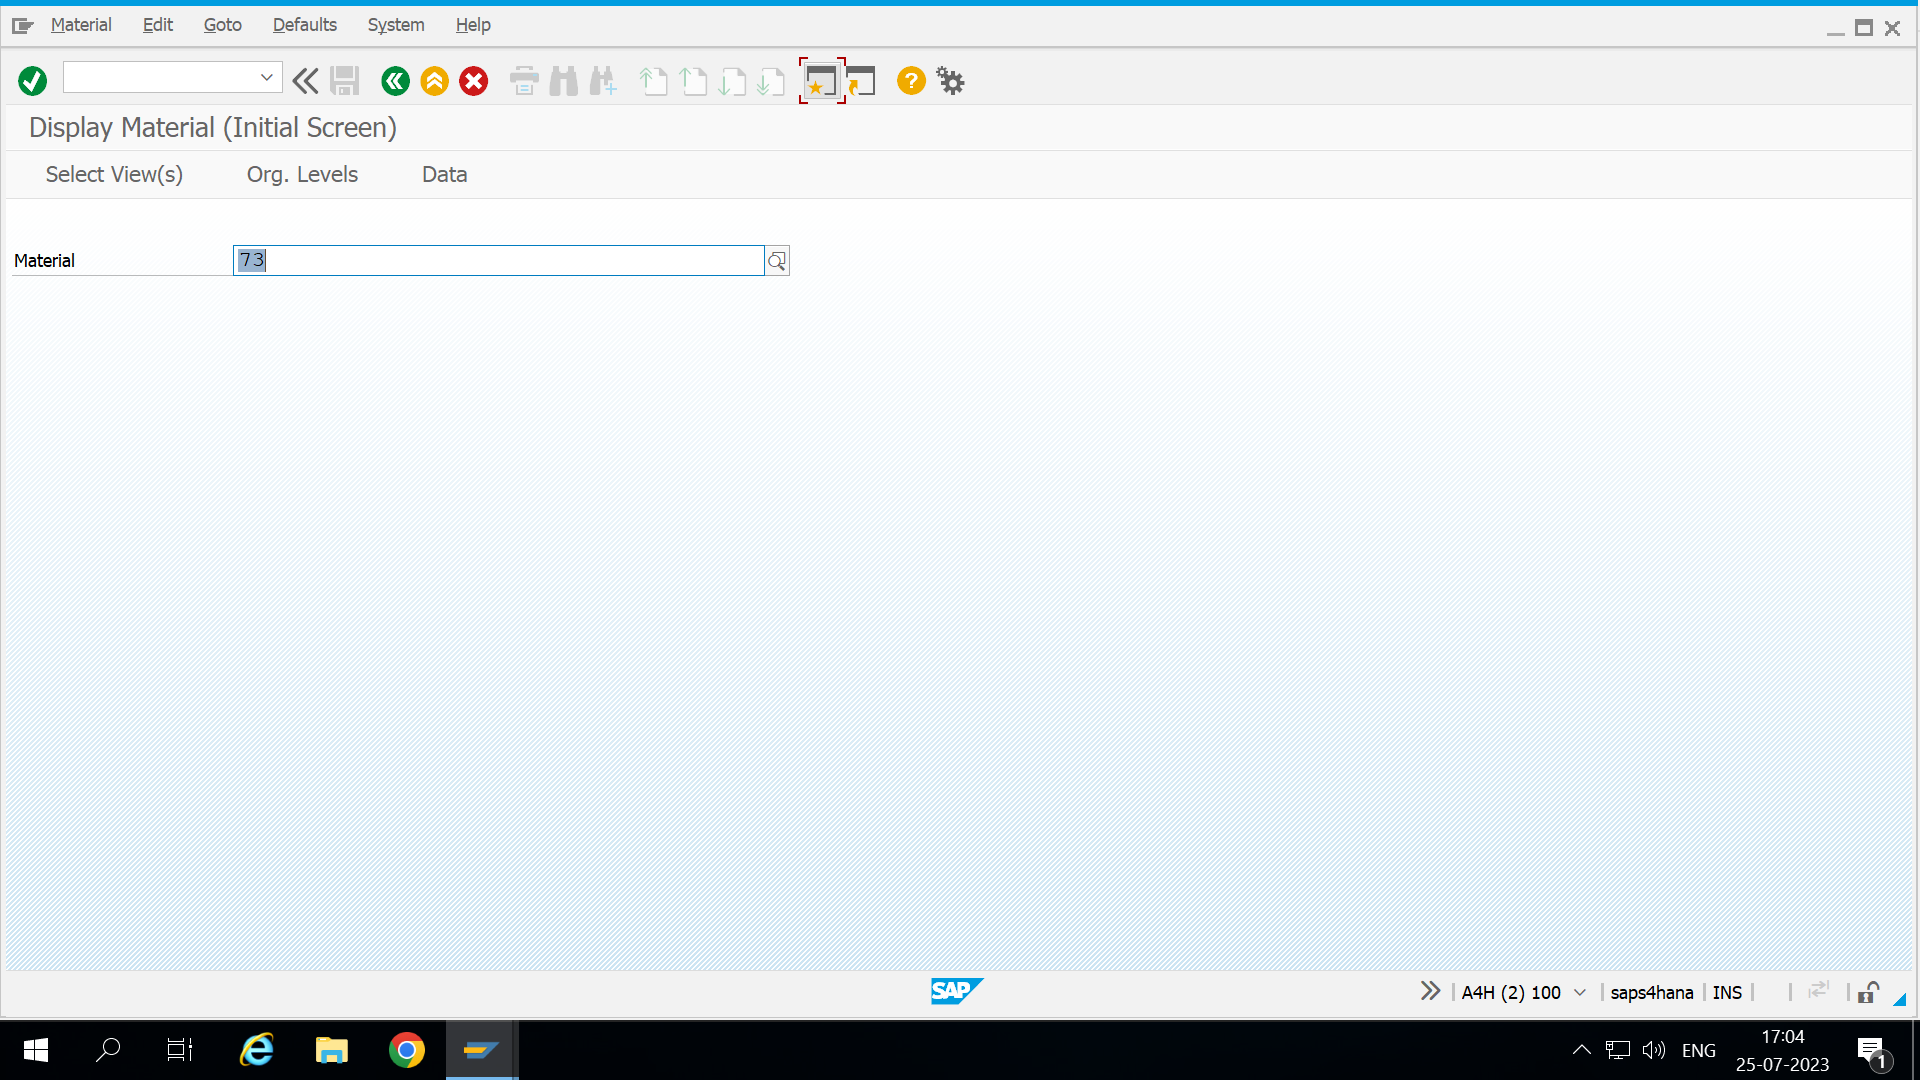 Material Edit Goto Defaults System Help
Display Material (Initial Screen)
Select View(s) Org. Levels Data
Material 73
SAP
A4H (2) 100 saps4hana INS
ENG
17:04
25-07-2023
1